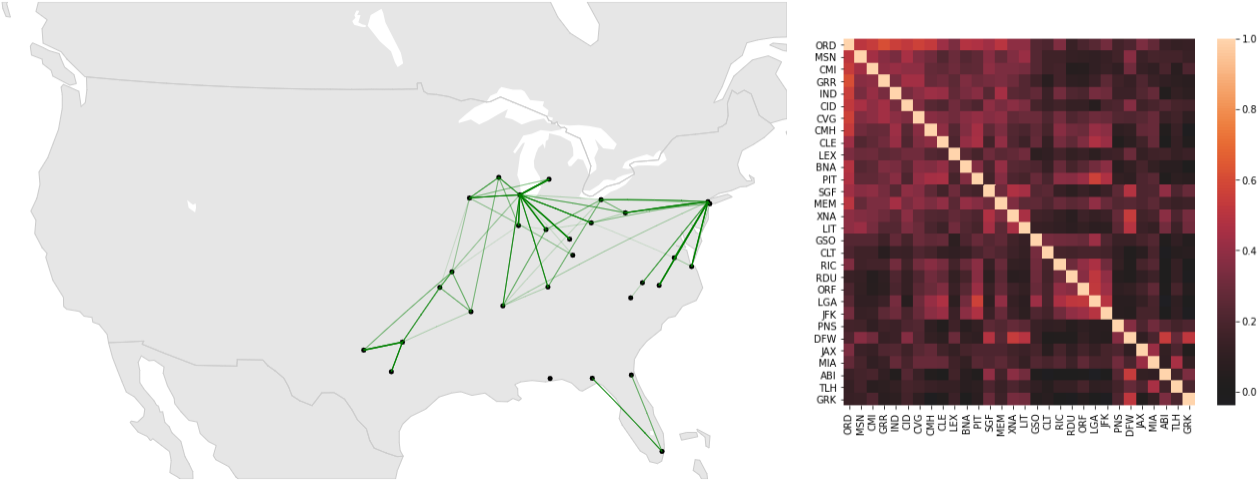 ORD
MSN
CMI
GRR
IND
CID
CVG
CMH
CLE
LEX
BNA
PIT
SGF
MEM
XNA
LIT
GSO
CLT
RIC
RDU
ORF
LGA
JFK
PNS
DFW
JAX
MIA
ABI
TLH
GRK
ORD MSN CMI GRR IND CID CVG CMH CLE LEX BNA PIT SGF MEM XNA LIT GSO CLT RIC RDU ORF LGA JFK PNS DFW JAX MIA ABI TLH GRK
1.0
0.8
0.6
0.4
0.2
0.0